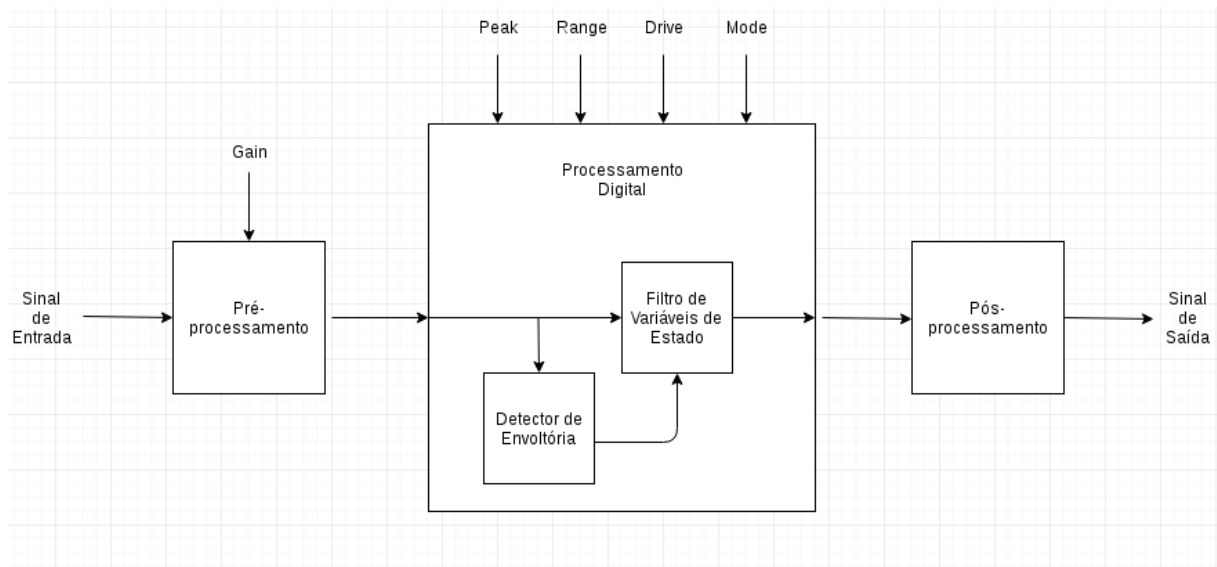 Peak
Range
Drive
Mode
Gain
Processamento
Digital
Sinal
de
Entrada
Pré-
processamento
Filtro de
Variáveis de
Estado
Detector de
Envoltória
Pós-
processamento
Sinal
de
Saída